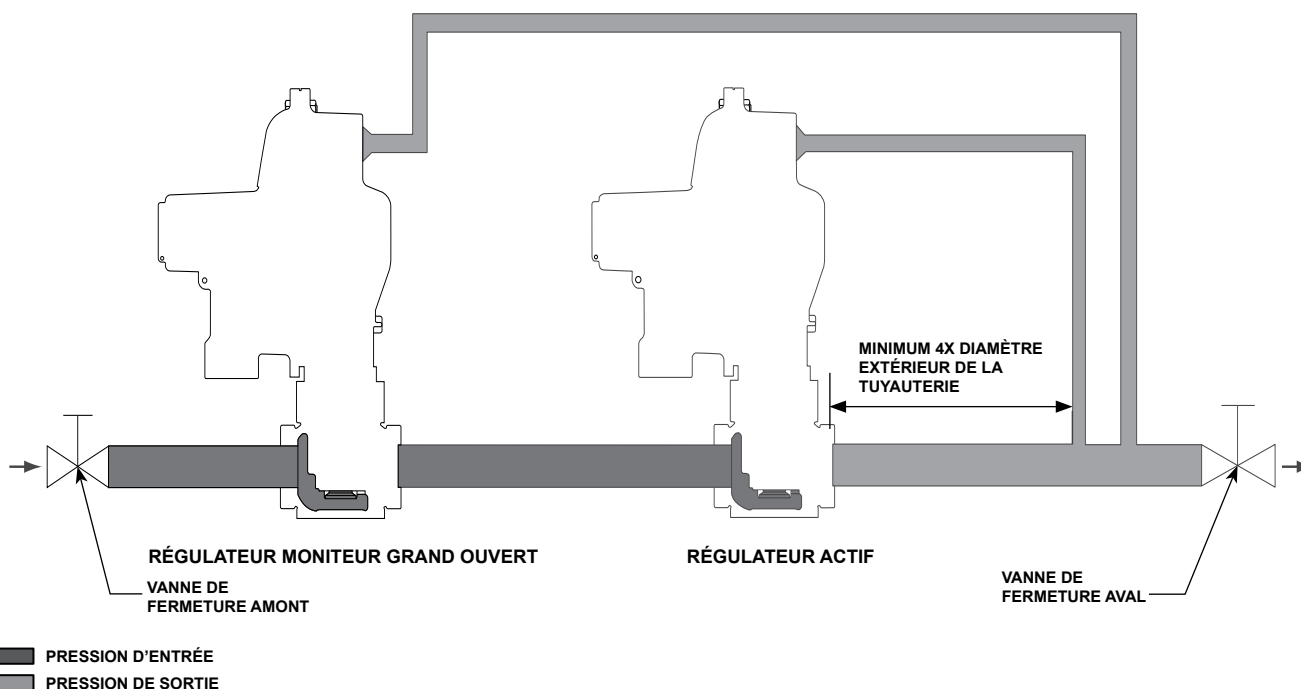 MINIMUM 4X DIAMÈTRE
EXTÉRIEUR DE LA
TUYAUTERIE
RÉGULATEUR MONITEUR GRAND OUVERT
RÉGULATEUR ACTIF
VANNE DE
FERMETURE AMONT
VANNE DE
FERMETURE AVAL
PRESSION D’ENTRÉE
PRESSION DE SORTIE